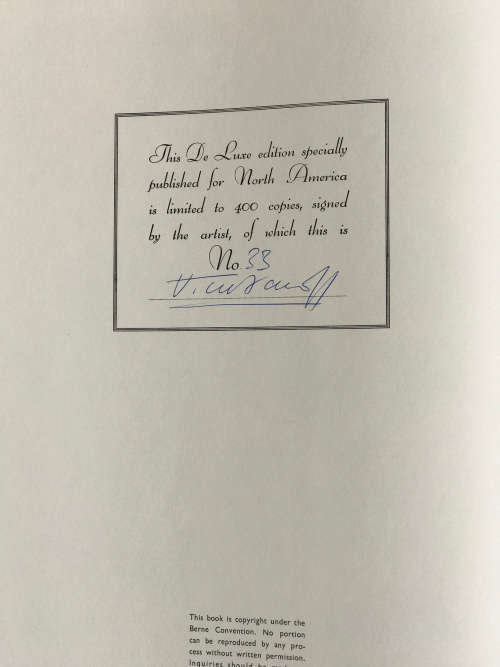 This De Luxe edition specially
published for North America
is limited to 400 copies, signed
by the artist, of which this is
No. 33
This book is copyright under the
Berne Convention. No portion
can be reproduced by any pro-
cess without written permission.
Inquiries should be